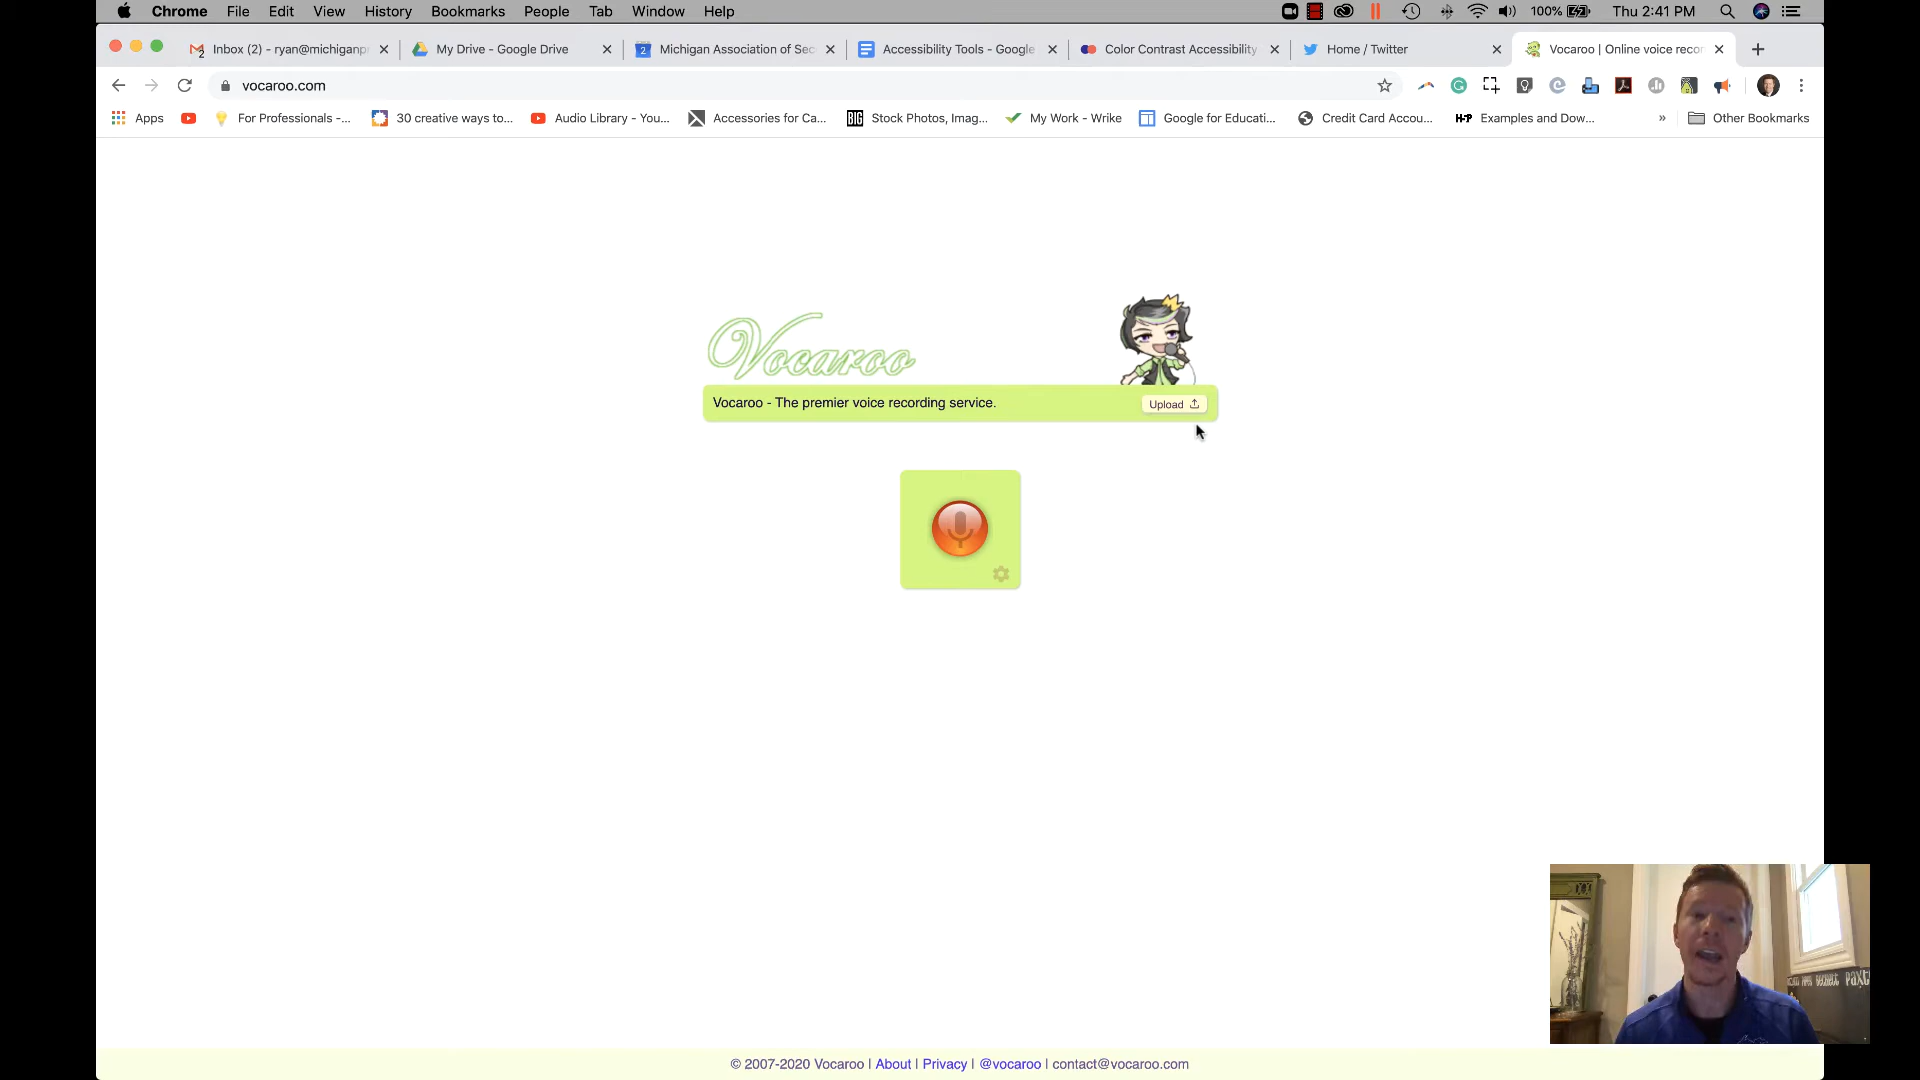 Chrome File Edit View History Bookmarks People Tab Window Help 100% Thu 2:41 PM
Inbox (2) - ryan@michiganp My Drive - Google Drive 2 Michigan Association of Sec Accessibility Tools - Google Color Contrast Accessibility Home / Twitter Vocaroo | Online voice recor
vocaroo.com
Apps For Professionals -... 30 creative ways to... Audio Library - You... Accessories for Ca... BIG Stock Photos, Imag... My Work - Wrike Google for Educati... Credit Card Accou... H-P Examples and Dow... » Other Bookmarks
Vocaroo
Vocaroo - The premier voice recording service. Upload
© 2007-2020 Vocaroo | About | Privacy | @vocaroo | contact@vocaroo.com